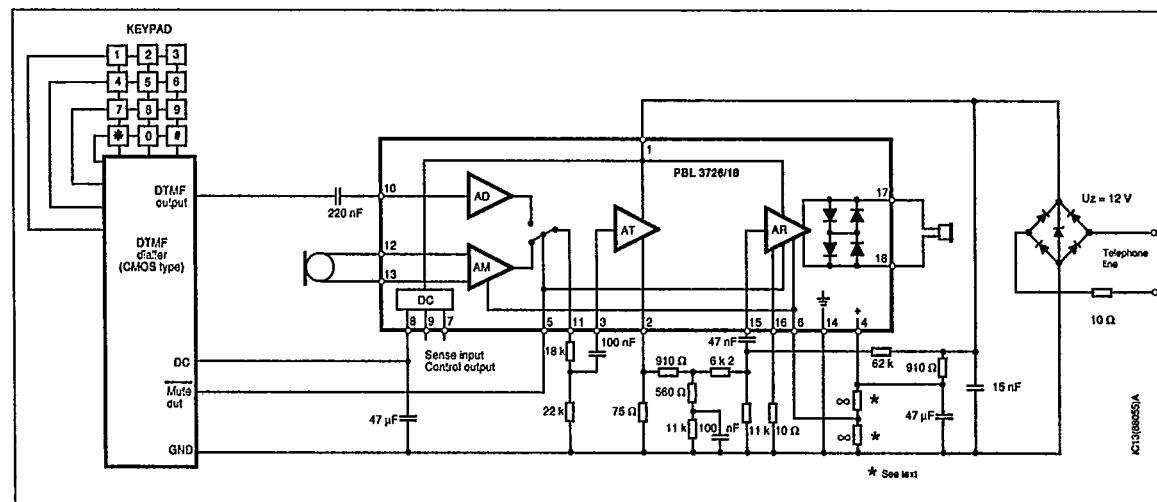 KEYPAD
1 2 3
4 5 6
7 8 9
* 0 #
DTMF
output
DTMF
dialler
(CMOS type)
DC
Mute
out
GND
220 nF
10
12
13
AD
AM
DC
8 9 7
Sense input
Control output
47 µF
5
11
18 k
22 k
3
100 nF
AT
1
PBL 3726/18
2
75 Ω
910 Ω
560 Ω
11 k
100 nF
6 k 2
AR
15 16 6
47 nF
11 k
10 Ω
14
+
4
17
18
62 k
910 Ω
∞ *
∞ *
47 µF
15 nF
Uz = 12 V
Telephone
line
10 Ω
* See text
IC13(88055)A